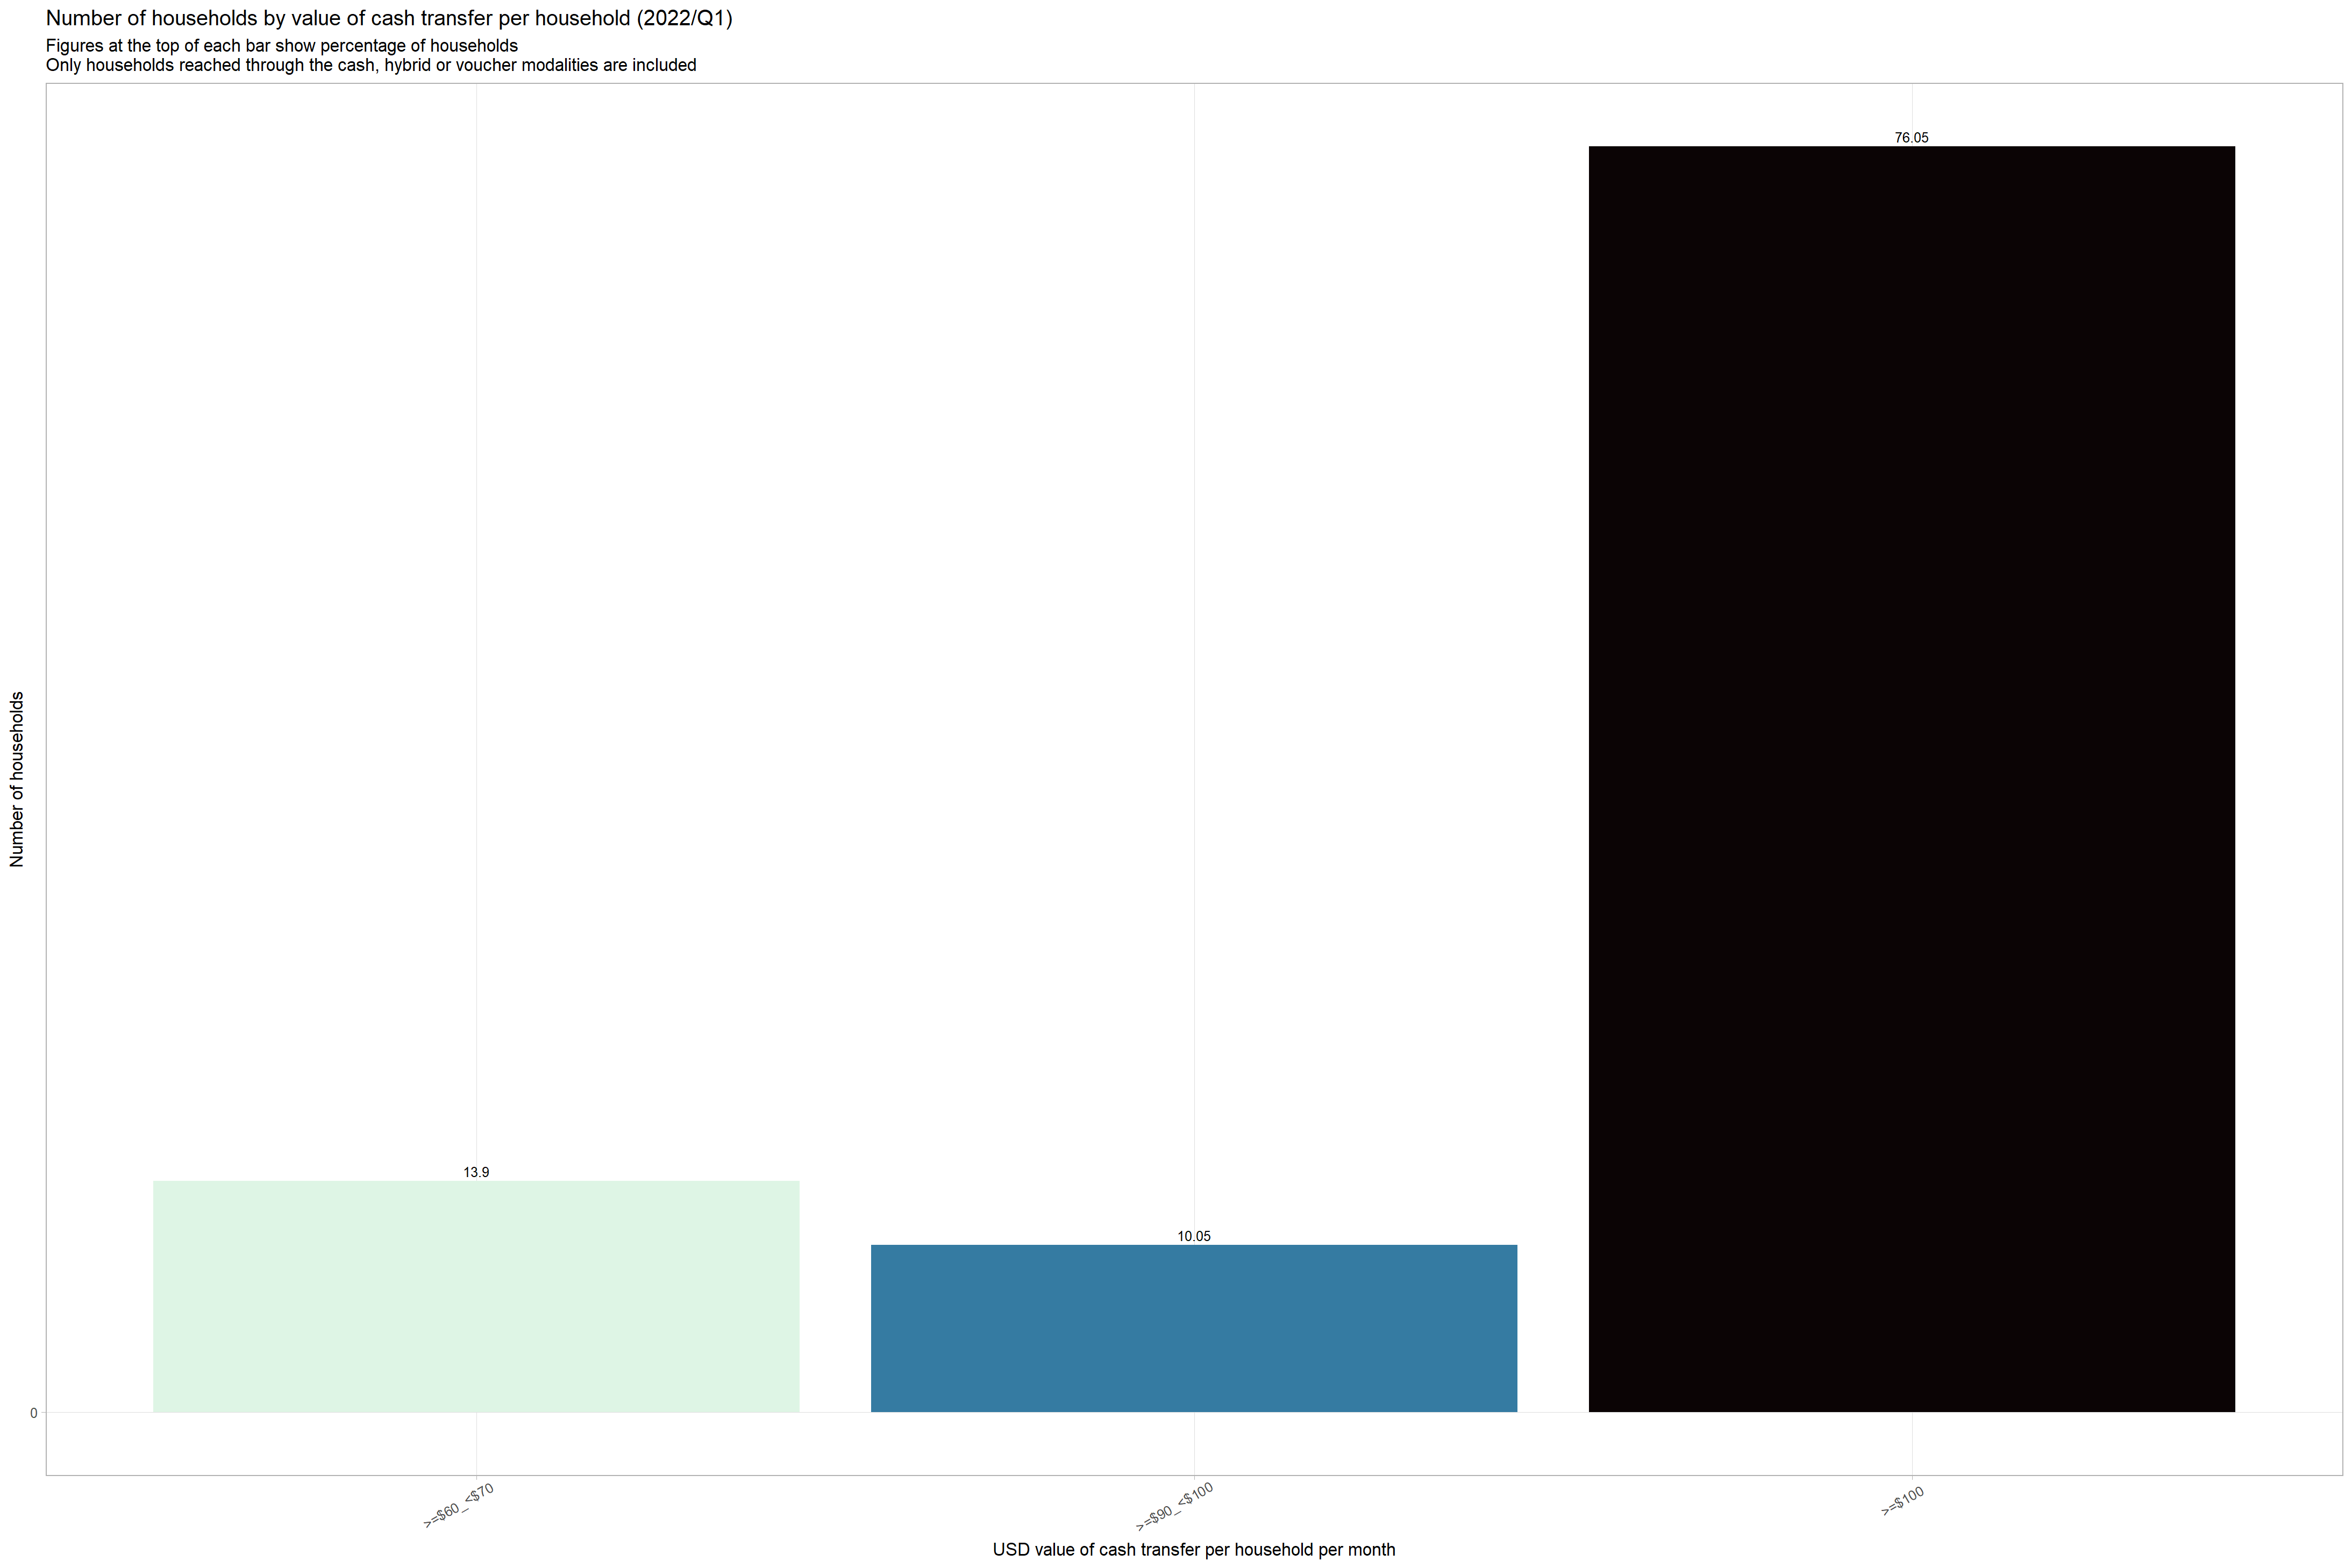 Number of households by value of cash transfer per household (2022/Q1)
Figures at the top of each bar show percentage of households
Only households reached through the cash, hybrid or voucher modalities are included
76.05
13.9
10.05
Number of households
0
>=$60_<$70
>=$90_<$100
>=$100
USD value of cash transfer per household per month